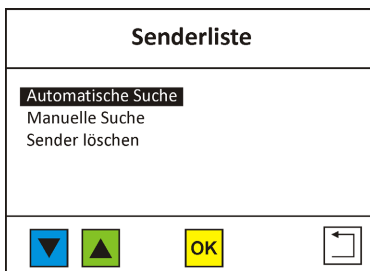 Senderliste
Automatische Suche
Manuelle Suche
Sender löschen
OK